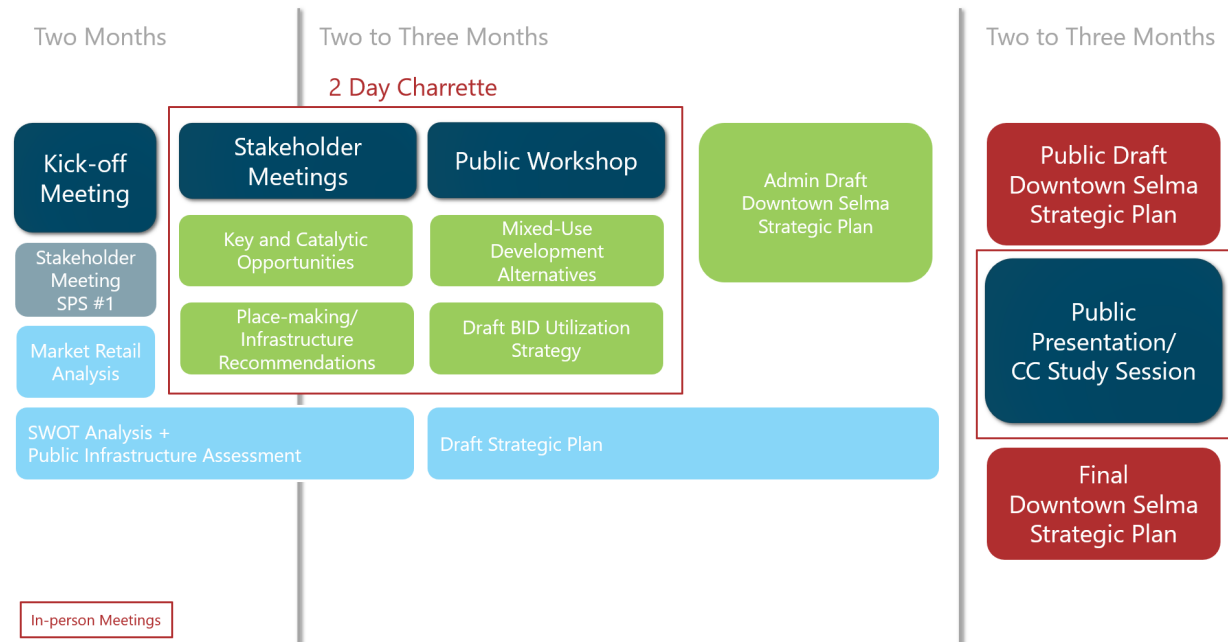 Two Months
Two to Three Months
Two to Three Months
2 Day Charrette
Kick-off
Meeting
Stakeholder
Meeting
SPS #1
Market Retail
Analysis
Stakeholder
Meetings
Key and Catalytic
Opportunities
Place-making/
Infrastructure
Recommendations
Public Workshop
Mixed-Use
Development
Alternatives
Draft BID Utilization
Strategy
Admin Draft
Downtown Selma
Strategic Plan
SWOT Analysis +
Public Infrastructure Assessment
Draft Strategic Plan
Public Draft
Downtown Selma
Strategic Plan
Public
Presentation/
CC Study Session
Final
Downtown Selma
Strategic Plan
In-person Meetings